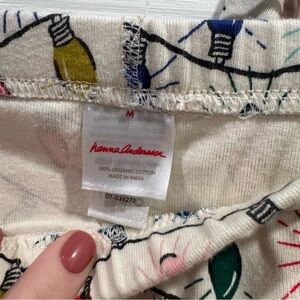 M
hanna andersson
100% ORGANIC COTTON
MADE IN INDIA